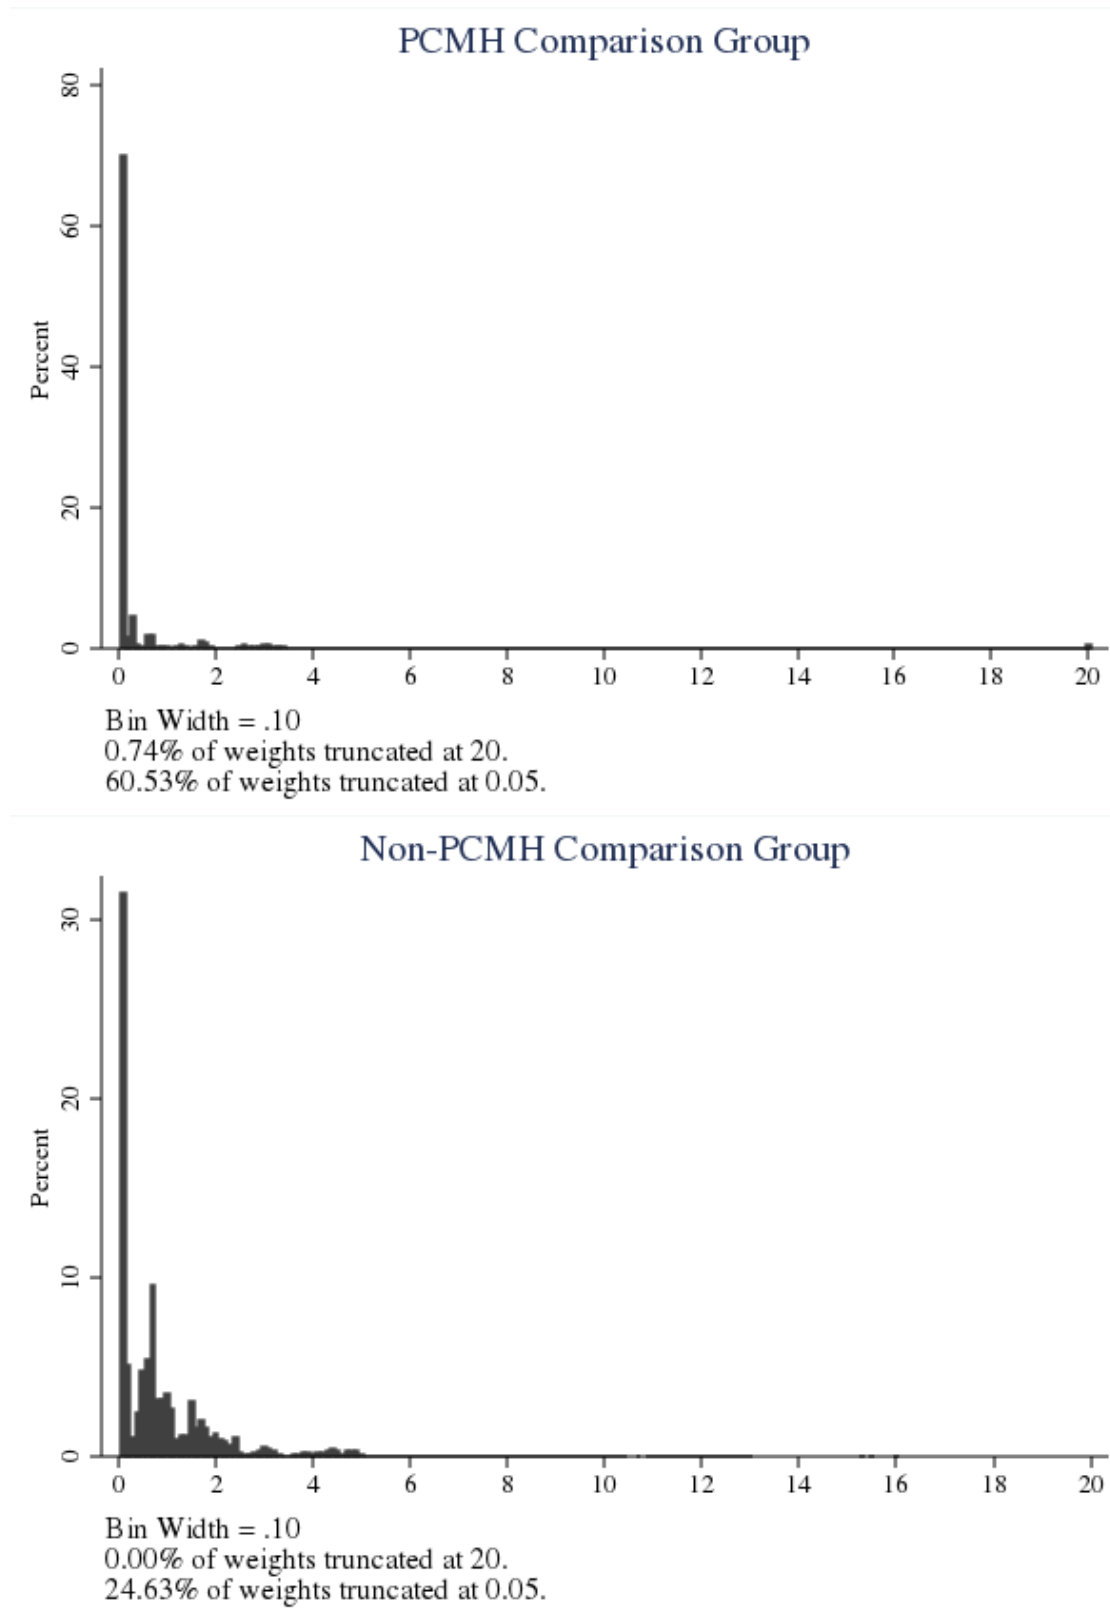 PCMH Comparison Group
80
60
40
20
0
Percent
0 2 4 6 8 10 12 14 16 18 20
Bin Width = .10
0.74% of weights truncated at 20.
60.53% of weights truncated at 0.05.
Non-PCMH Comparison Group
30
20
10
0
Percent
0 2 4 6 8 10 12 14 16 18 20
Bin Width = .10
0.00% of weights truncated at 20.
24.63% of weights truncated at 0.05.